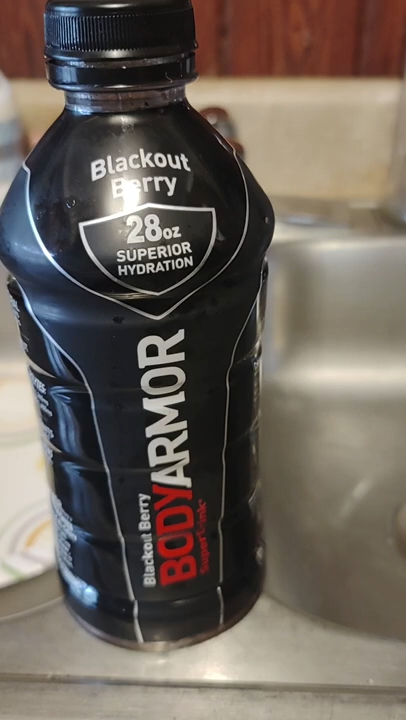 Blackout
Berry
28oz
SUPERIOR
HYDRATION
Blackout Berry
BODYARMOR
SuperDrink